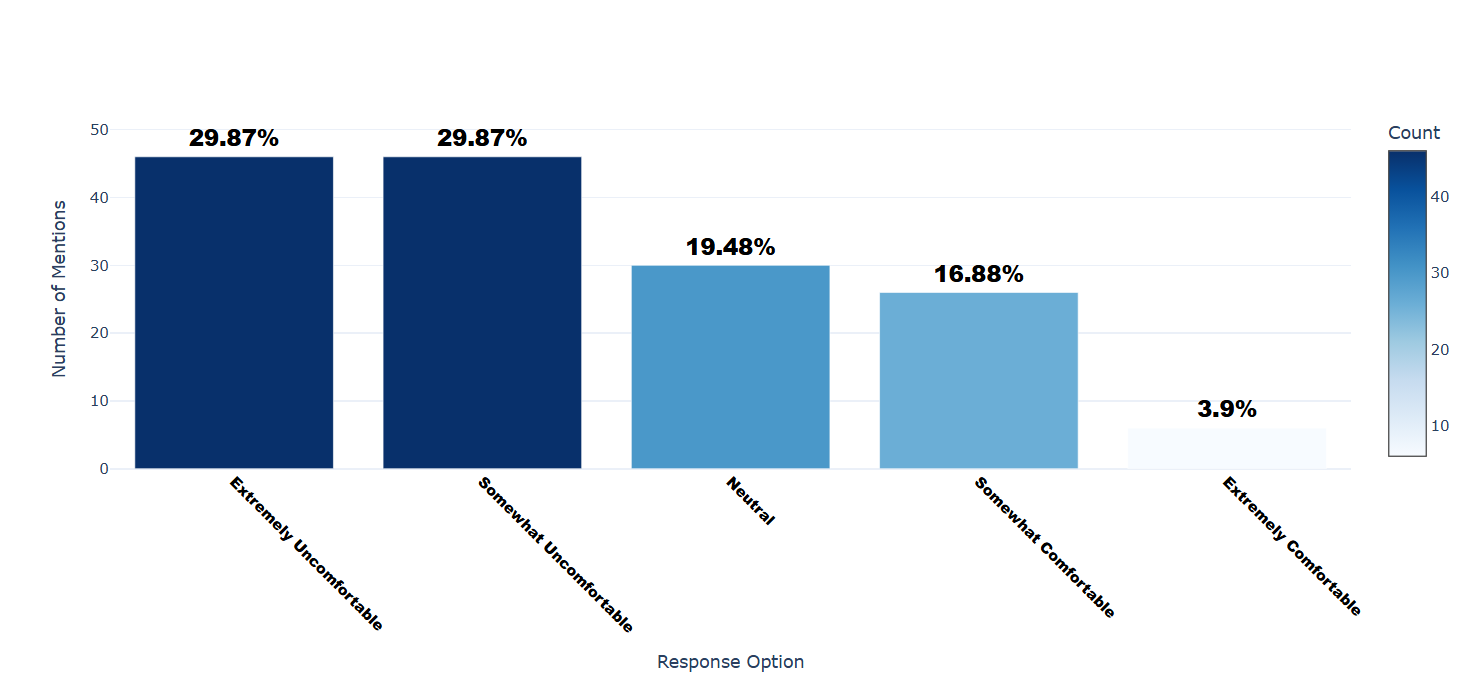 Count
50
40
30
20
10
0
Number of Mentions
29.87%
29.87%
19.48%
16.88%
3.9%
40
30
20
10
Extremely Uncomfortable
Somewhat Uncomfortable
Neutral
Somewhat Comfortable
Extremely Comfortable
Response Option